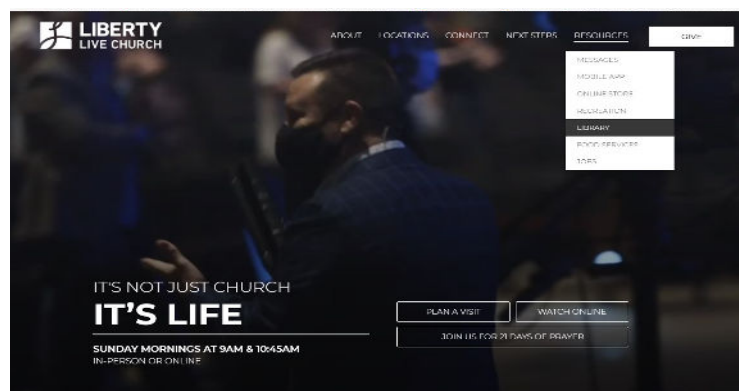 LIBERTY
LIVE CHURCH
ABOUT LOCATIONS CONNECT NEXT STEPS RESOURCES GIVE
MESSAGES
MOBILE APP
ONLINE STORE
RECREATION
LIBRARY
FOOD SERVICES
JOBS
IT'S NOT JUST CHURCH
IT'S LIFE
PLAN A VISIT WATCH ONLINE
JOIN US FOR 21 DAYS OF PRAYER
SUNDAY MORNINGS AT 9AM & 10:45AM
IN-PERSON OR ONLINE